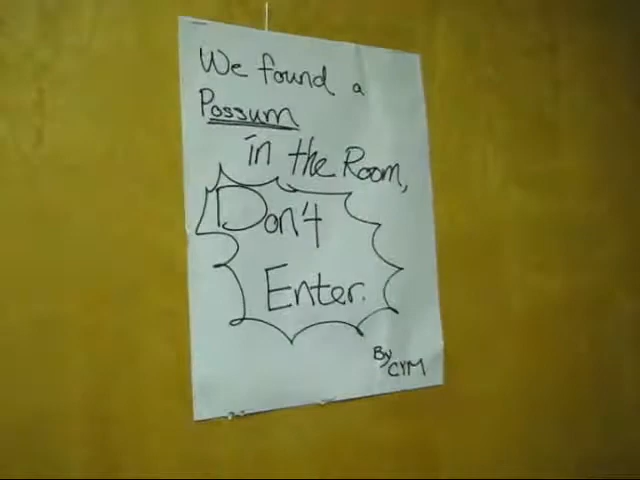 We found a
Possum
in the Room,
Don't
Enter.
By
CYM